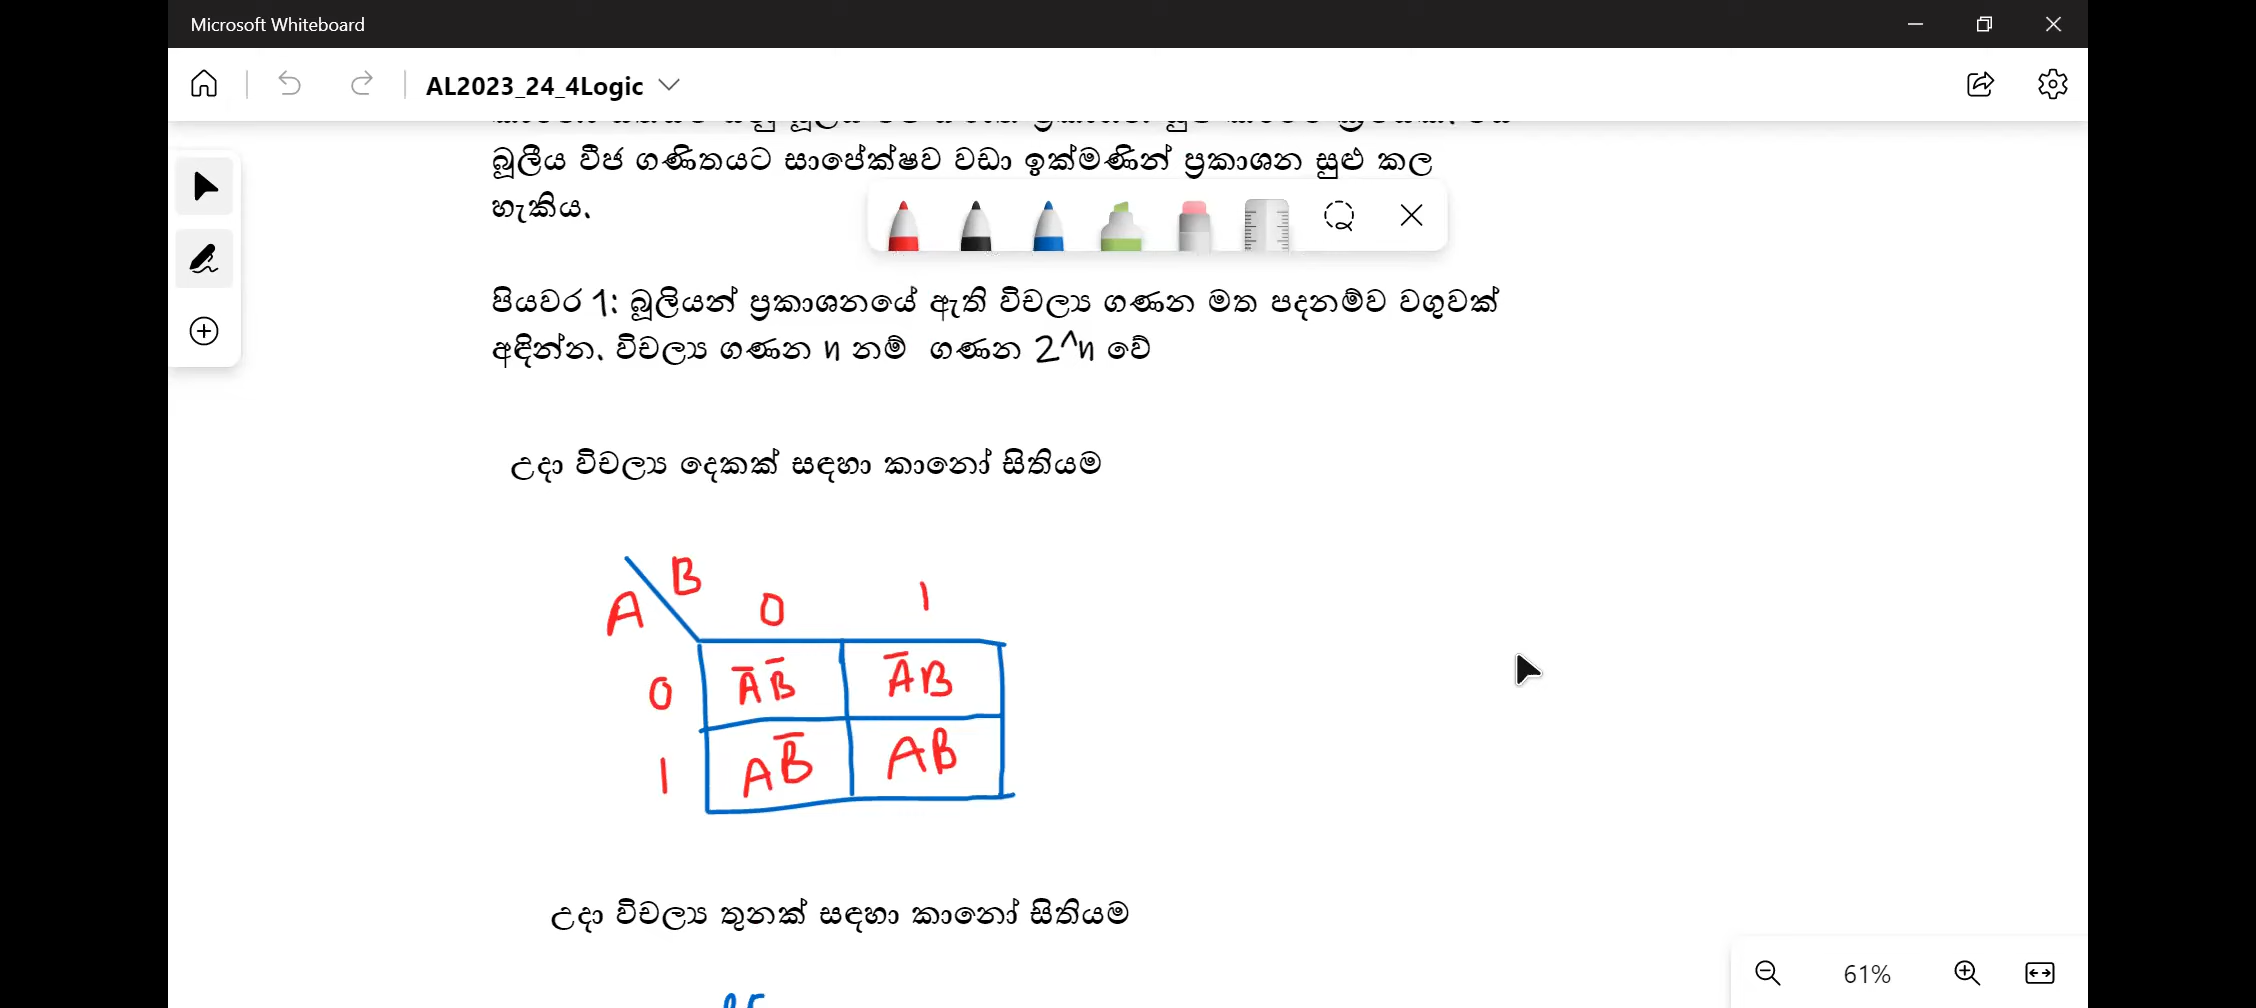 Microsoft Whiteboard
AL2023_24_4Logic
බූලීය වීජ ගණිතයට සාපේක්ෂව වඩා ඉක්මණින් ප්‍රකාශන සුළු කල
හැකිය.
පියවර 1: බූලියන් ප්‍රකාශනයේ ඇති විචල්‍ය ගණන මත පදනම්ව වගුවක්
අඳින්න. විචල්‍ය ගණන n නම් ගණන 2^n වේ
උදා විචල්‍ය දෙකක් සඳහා කානෝ සිතියම
B
A 0 1
0 A̅ B̅ A̅B
1 AB̅ AB
උදා විචල්‍ය තුනක් සඳහා කානෝ සිතියම
61%